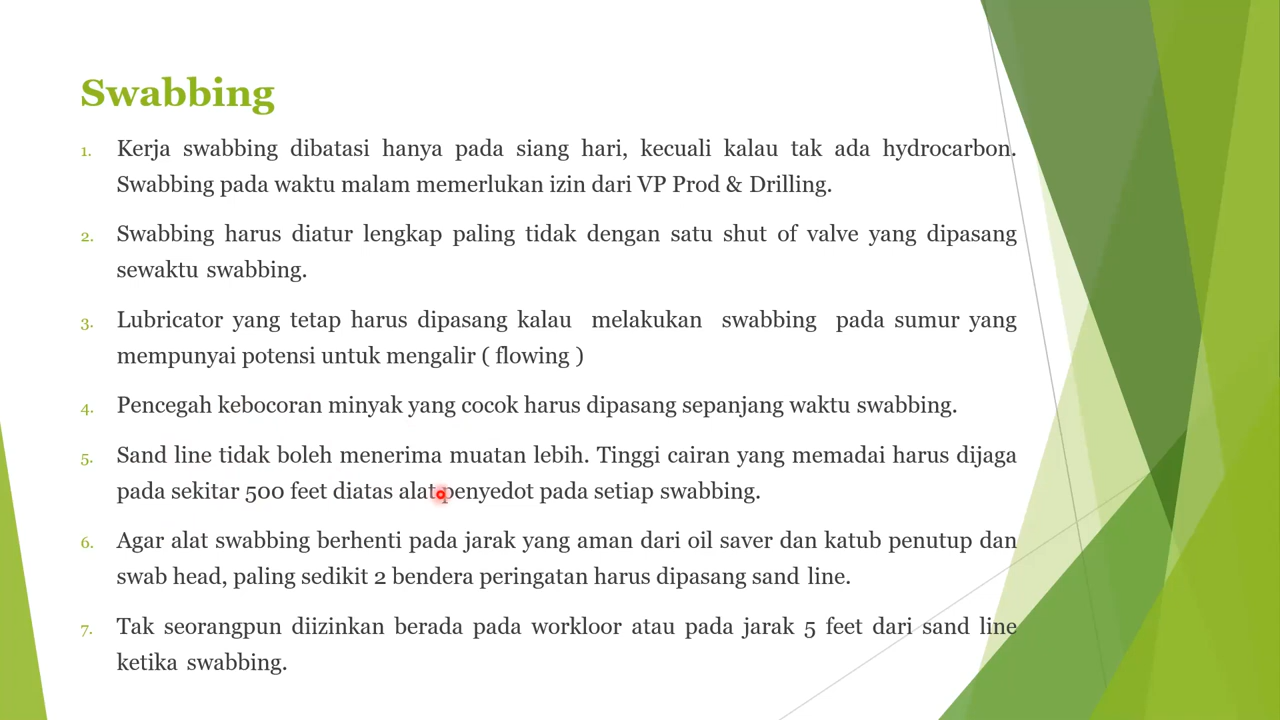 Swabbing
1. Kerja swabbing dibatasi hanya pada siang hari, kecuali kalau tak ada hydrocarbon.
Swabbing pada waktu malam memerlukan izin dari VP Prod & Drilling.
2. Swabbing harus diatur lengkap paling tidak dengan satu shut of valve yang dipasang
sewaktu swabbing.
3. Lubricator yang tetap harus dipasang kalau melakukan swabbing pada sumur yang
mempunyai potensi untuk mengalir ( flowing )
4. Pencegah kebocoran minyak yang cocok harus dipasang sepanjang waktu swabbing.
5. Sand line tidak boleh menerima muatan lebih. Tinggi cairan yang memadai harus dijaga
pada sekitar 500 feet diatas alat penyedot pada setiap swabbing.
6. Agar alat swabbing berhenti pada jarak yang aman dari oil saver dan katub penutup dan
swab head, paling sedikit 2 bendera peringatan harus dipasang sand line.
7. Tak seorangpun diizinkan berada pada workloor atau pada jarak 5 feet dari sand line
ketika swabbing.